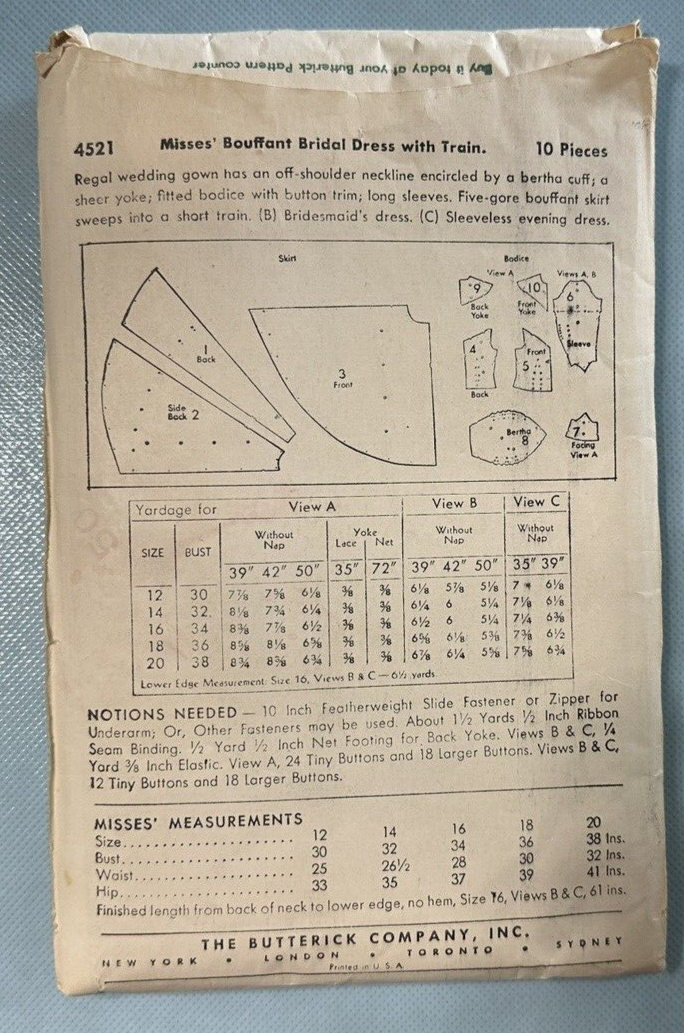 Buy it today at your Butterick Pattern counter
4521 Misses' Bouffant Bridal Dress with Train. 10 Pieces
Regal wedding gown has an off-shoulder neckline encircled by a bertha cuff; a
sheer yoke; fitted bodice with button trim; long sleeves. Five-gore bouffant skirt
sweeps into a short train. (B) Bridesmaid's dress. (C) Sleeveless evening dress.
Skirt
Bodice
View A
Views A, B
1
Back
Side
Back 2
3
Front
9
Back
Yoke
10
Front
Yoke
6
Sleeve
4
Back
Front
5
Bertha
8
7
Facing
View A
Yardage for View A View B View C
SIZE BUST Without Nap Yoke Lace Net Without Nap Without Nap
39" 42" 50" 35" 72" 39" 42" 50" 35" 39"
12 30 7⅞ 7⅝ 6⅛ ⅜ ⅜ 6⅛ 5⅞ 5⅛ 7 6⅛
14 32 8⅛ 7¾ 6¼ ⅜ ⅜ 6¼ 6 5¼ 7⅛ 6⅛
16 34 8⅜ 7⅞ 6½ ⅜ ⅜ 6½ 6 5¼ 7¼ 6⅜
18 36 8⅝ 8⅛ 6⅝ ⅜ ⅜ 6⅝ 6⅛ 5⅜ 7⅜ 6½
20 38 8¾ 8⅜ 6¾ ⅜ ⅜ 6⅞ 6¼ 5⅝ 7⅝ 6¾
Lower Edge Measurement: Size 16, Views B & C—6½ yards
NOTIONS NEEDED — 10 Inch Featherweight Slide Fastener or Zipper for
Underarm; Or, Other Fasteners may be used. About 1½ Yards ½ Inch Ribbon
Seam Binding. ½ Yard ½ Inch Net Footing for Back Yoke. Views B & C, ¼
Yard ⅜ Inch Elastic. View A, 24 Tiny Buttons and 18 Larger Buttons. Views B & C,
12 Tiny Buttons and 18 Larger Buttons.
MISSES' MEASUREMENTS
Size 12 14 16 18 20
Bust 30 32 34 36 38 Ins.
Waist 25 26½ 28 30 32 Ins.
Hip 33 35 37 39 41 Ins.
Finished length from back of neck to lower edge, no hem, Size 16, Views B & C, 61 ins.
THE BUTTERICK COMPANY, INC.
NEW YORK • LONDON • TORONTO • SYDNEY
Printed in U.S.A.